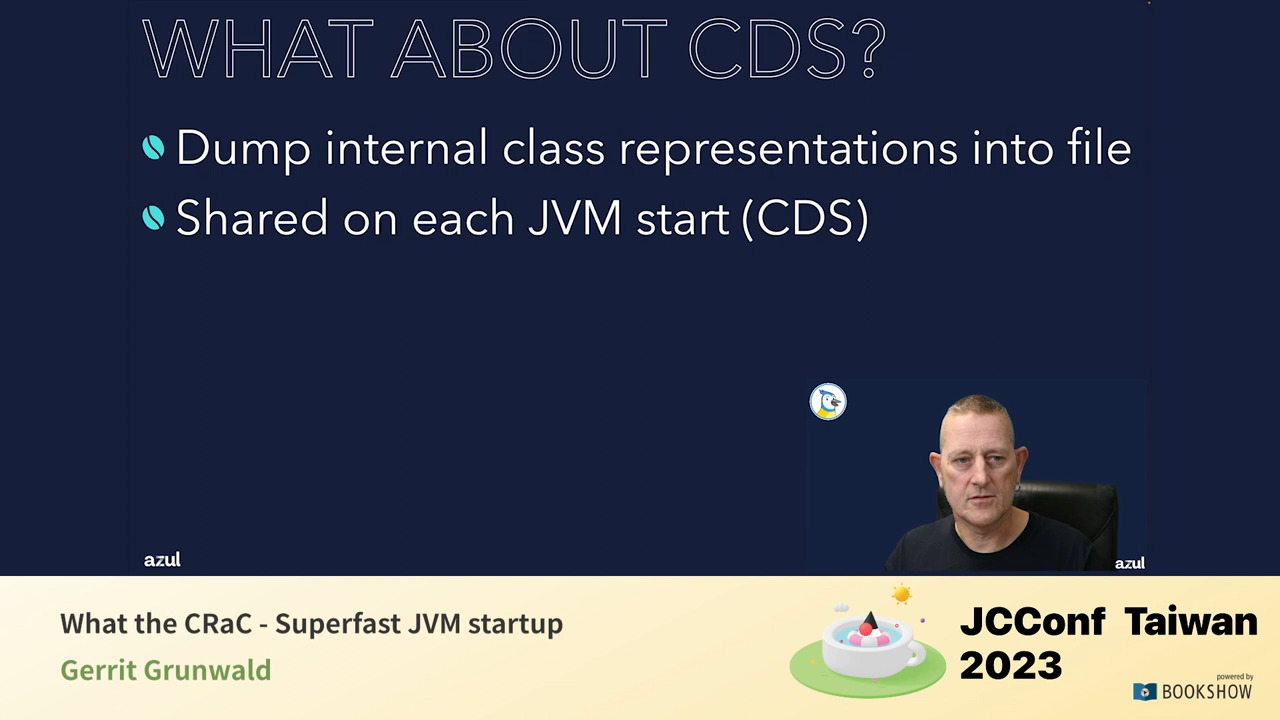 WHAT ABOUT CDS?
Dump internal class representations into file
Shared on each JVM start (CDS)
azul
azul
What the CRaC - Superfast JVM startup
Gerrit Grunwald
JCConf Taiwan
2023
powered by
BOOKSHOW